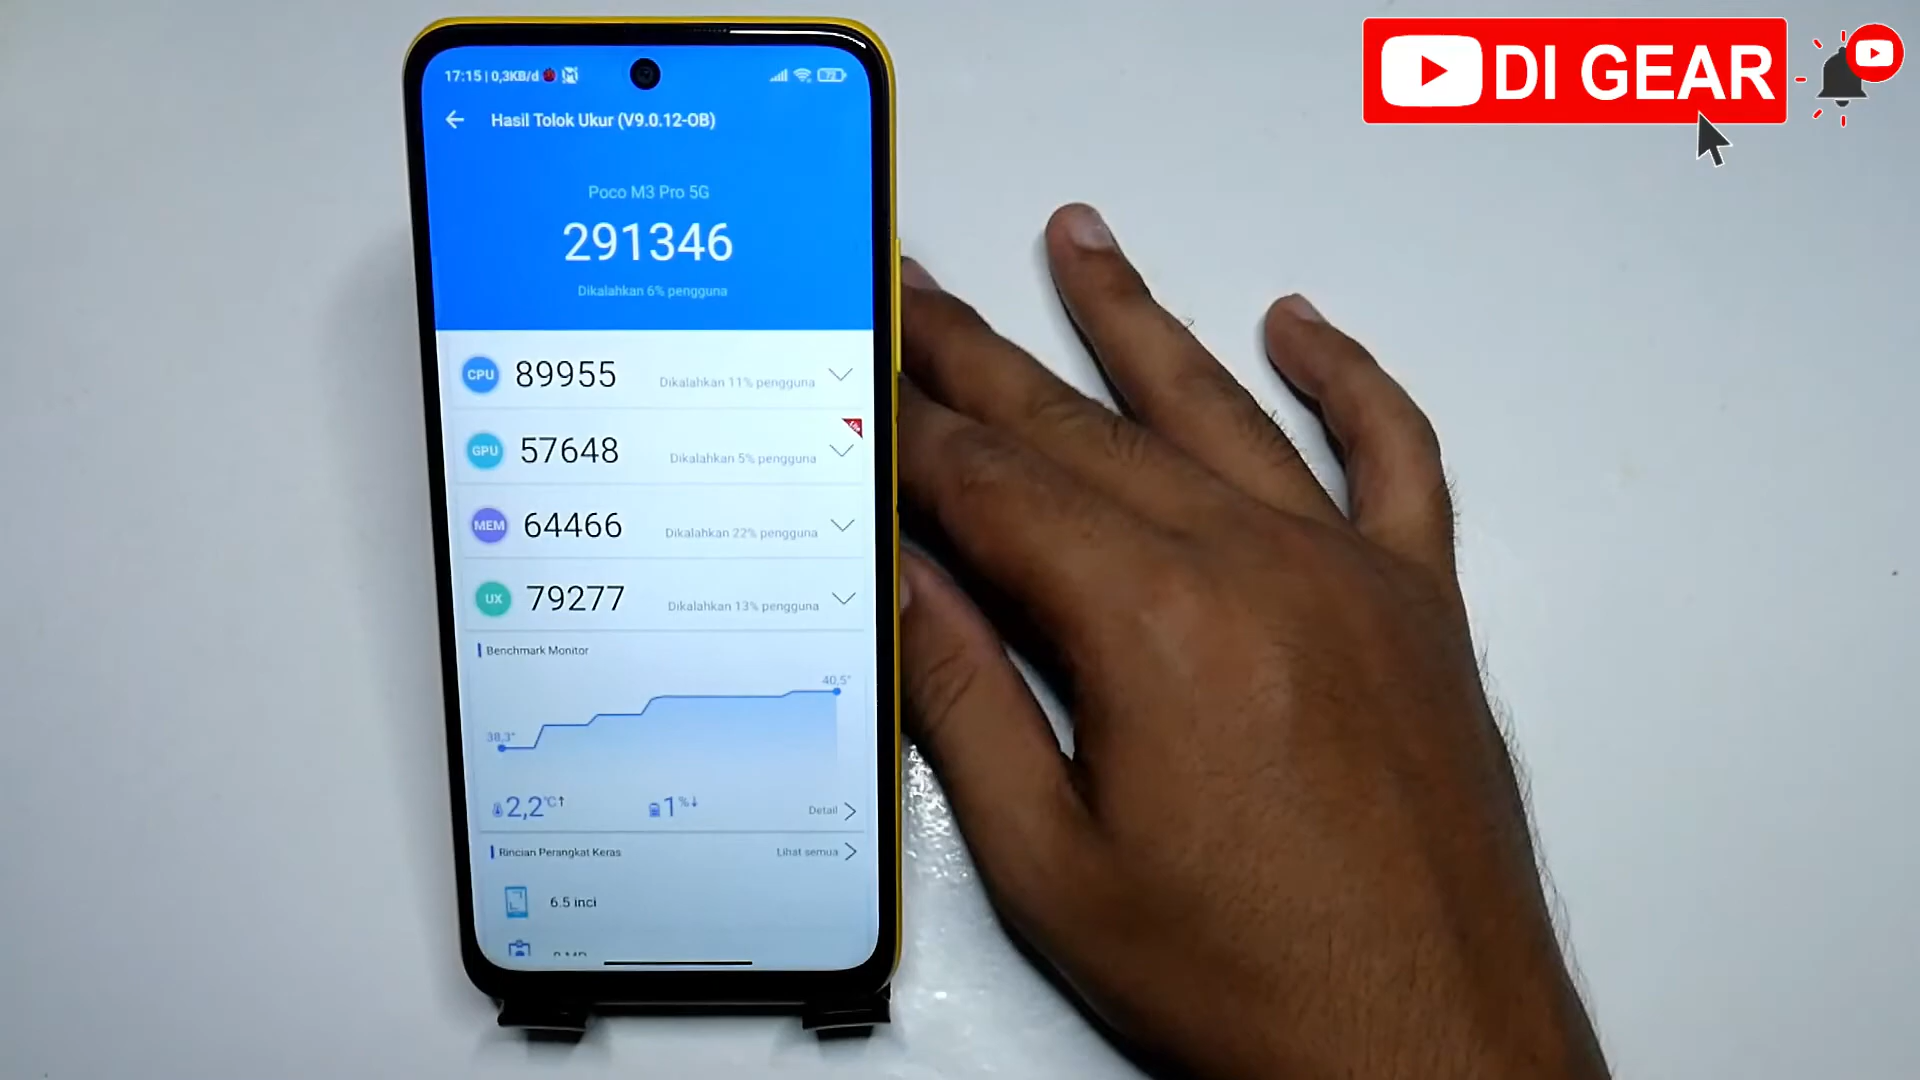 DI GEAR
17:15 | 0,3KB/d
73
Hasil Tolok Ukur (V9.0.12-OB)
Poco M3 Pro 5G
291346
Dikalahkan 6% pengguna
CPU 89955 Dikalahkan 11% pengguna
Lite
GPU 57648 Dikalahkan 5% pengguna
MEM 64466 Dikalahkan 22% pengguna
UX 79277 Dikalahkan 13% pengguna
Benchmark Monitor
40,5°
38,3°
2,2°C↑ 1%↓ Detail
Rincian Perangkat Keras Lihat semua
6.5 inci